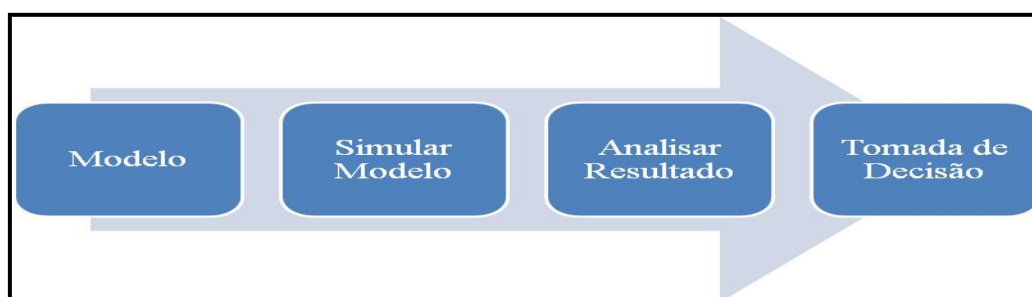 Modelo
Simular
Modelo
Analisar
Resultado
Tomada de
Decisão